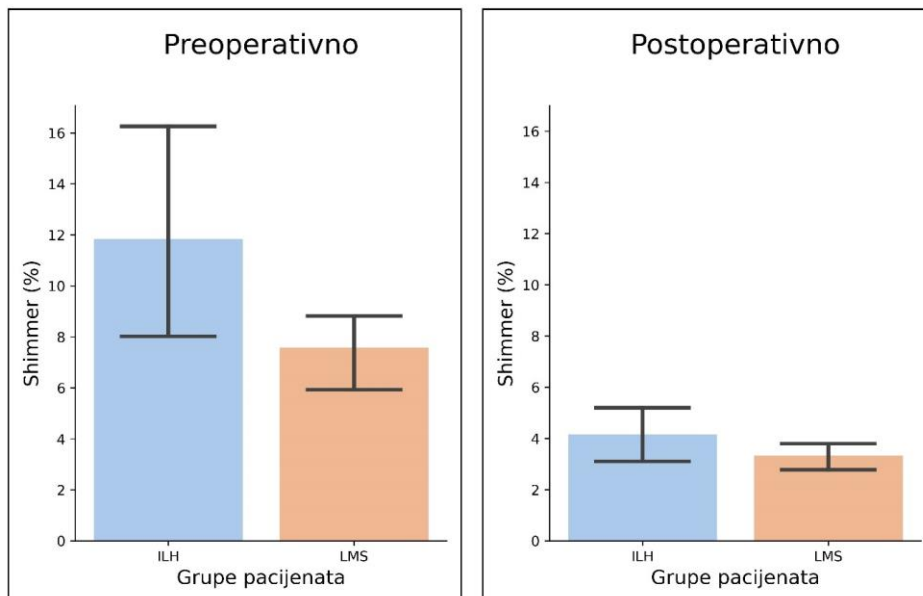 Preoperativno
Shimmer (%)
16
14
12
10
8
6
4
2
0
ILH
LMS
Grupe pacijenata
Postoperativno
Shimmer (%)
16
14
12
10
8
6
4
2
0
ILH
LMS
Grupe pacijenata